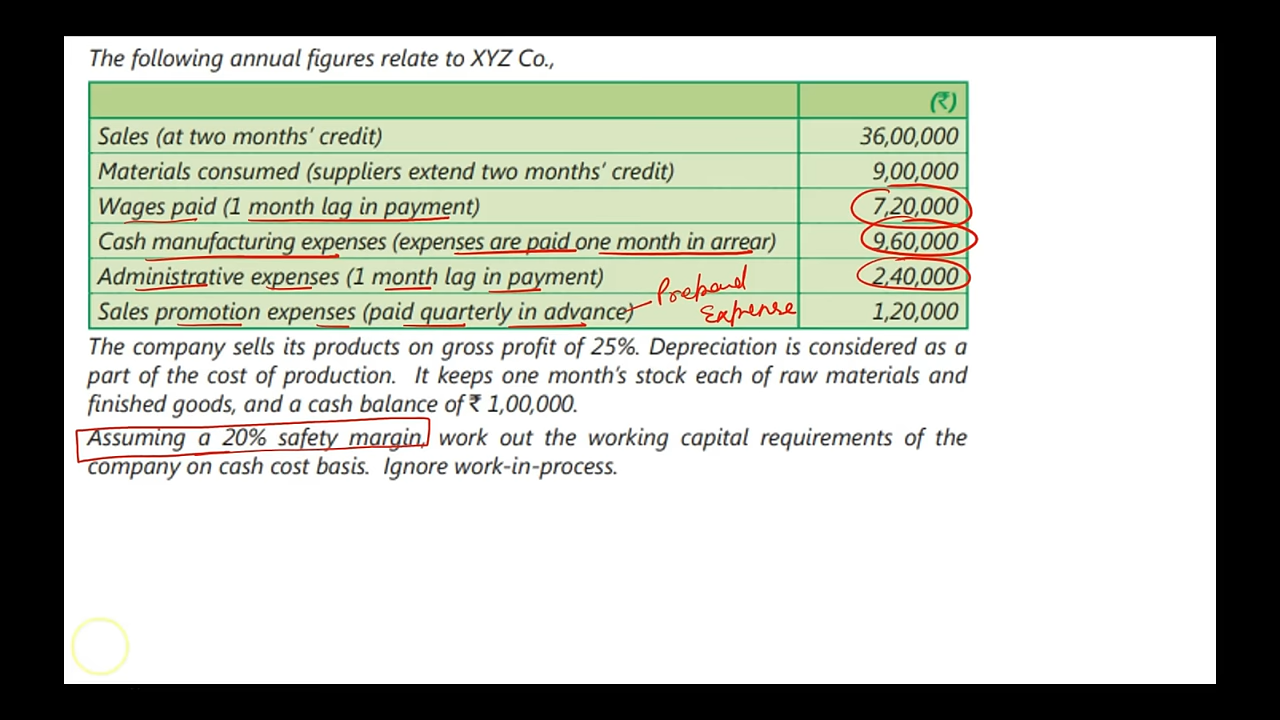 The following annual figures relate to XYZ Co.,
(₹)
Sales (at two months' credit) 36,00,000
Materials consumed (suppliers extend two months' credit) 9,00,000
Wages paid (1 month lag in payment) 7,20,000
Cash manufacturing expenses (expenses are paid one month in arrear) 9,60,000
Administrative expenses (1 month lag in payment) 2,40,000
Sales promotion expenses (paid quarterly in advance) 1,20,000
Prepaid
Expense
The company sells its products on gross profit of 25%. Depreciation is considered as a
part of the cost of production. It keeps one month's stock each of raw materials and
finished goods, and a cash balance of ₹ 1,00,000.
Assuming a 20% safety margin, work out the working capital requirements of the
company on cash cost basis. Ignore work-in-process.